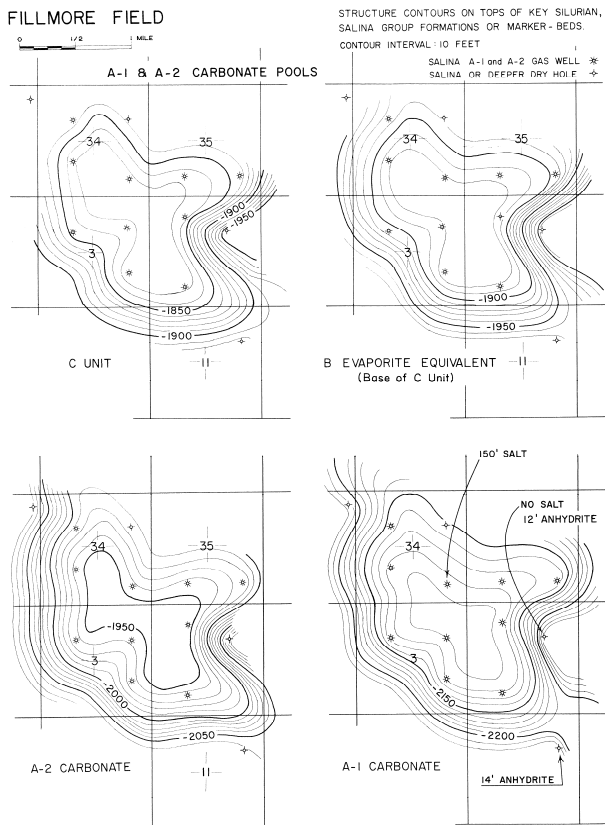 FILLMORE FIELD
0 1/2 1 MILE
STRUCTURE CONTOURS ON TOPS OF KEY SILURIAN,
SALINA GROUP FORMATIONS OR MARKER-BEDS.
CONTOUR INTERVAL: 10 FEET
SALINA A-1 and A-2 GAS WELL
SALINA OR DEEPER DRY HOLE
A-1 & A-2 CARBONATE POOLS
34
35
-1900
-1950
3
-1850
-1900
C UNIT
11
34
35
3
-1900
-1950
B EVAPORITE EQUIVALENT
(Base of C Unit)
11
34
35
-1950
3
-2000
-2050
A-2 CARBONATE
11
150' SALT
NO SALT
12' ANHYDRITE
34
3
-2150
-2200
A-1 CARBONATE
14' ANHYDRITE